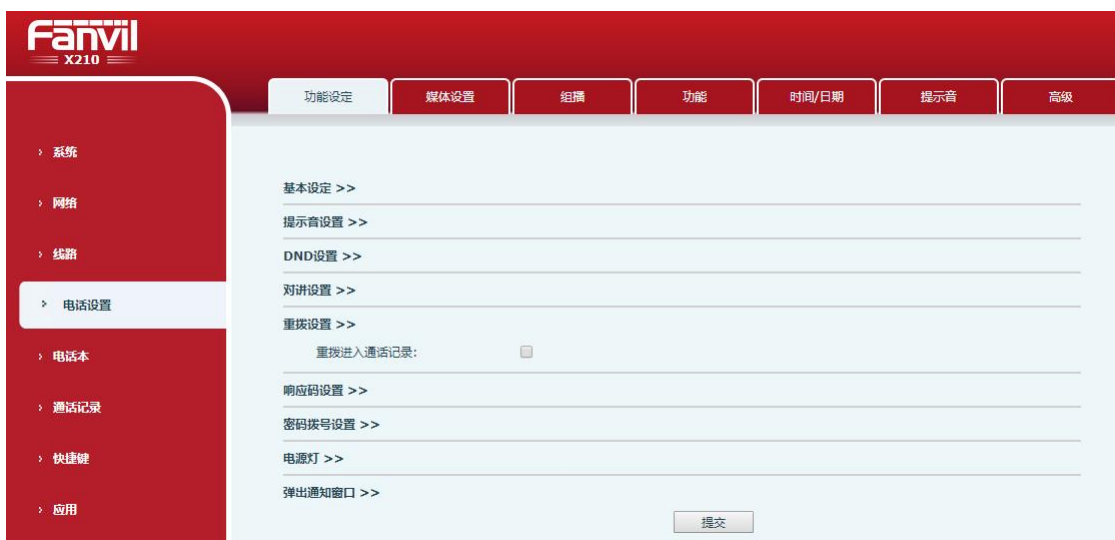 Fanvil
X210
功能设定 媒体设置 组播 功能 时间/日期 提示音 高级
› 系统
› 网络
› 线路
› 电话设置
› 电话本
› 通话记录
› 快捷键
› 应用
基本设定 >>
提示音设置 >>
DND设置 >>
对讲设置 >>
重拨设置 >>
重拨进入通话记录:
响应码设置 >>
密码拨号设置 >>
电源灯 >>
弹出通知窗口 >>
提交